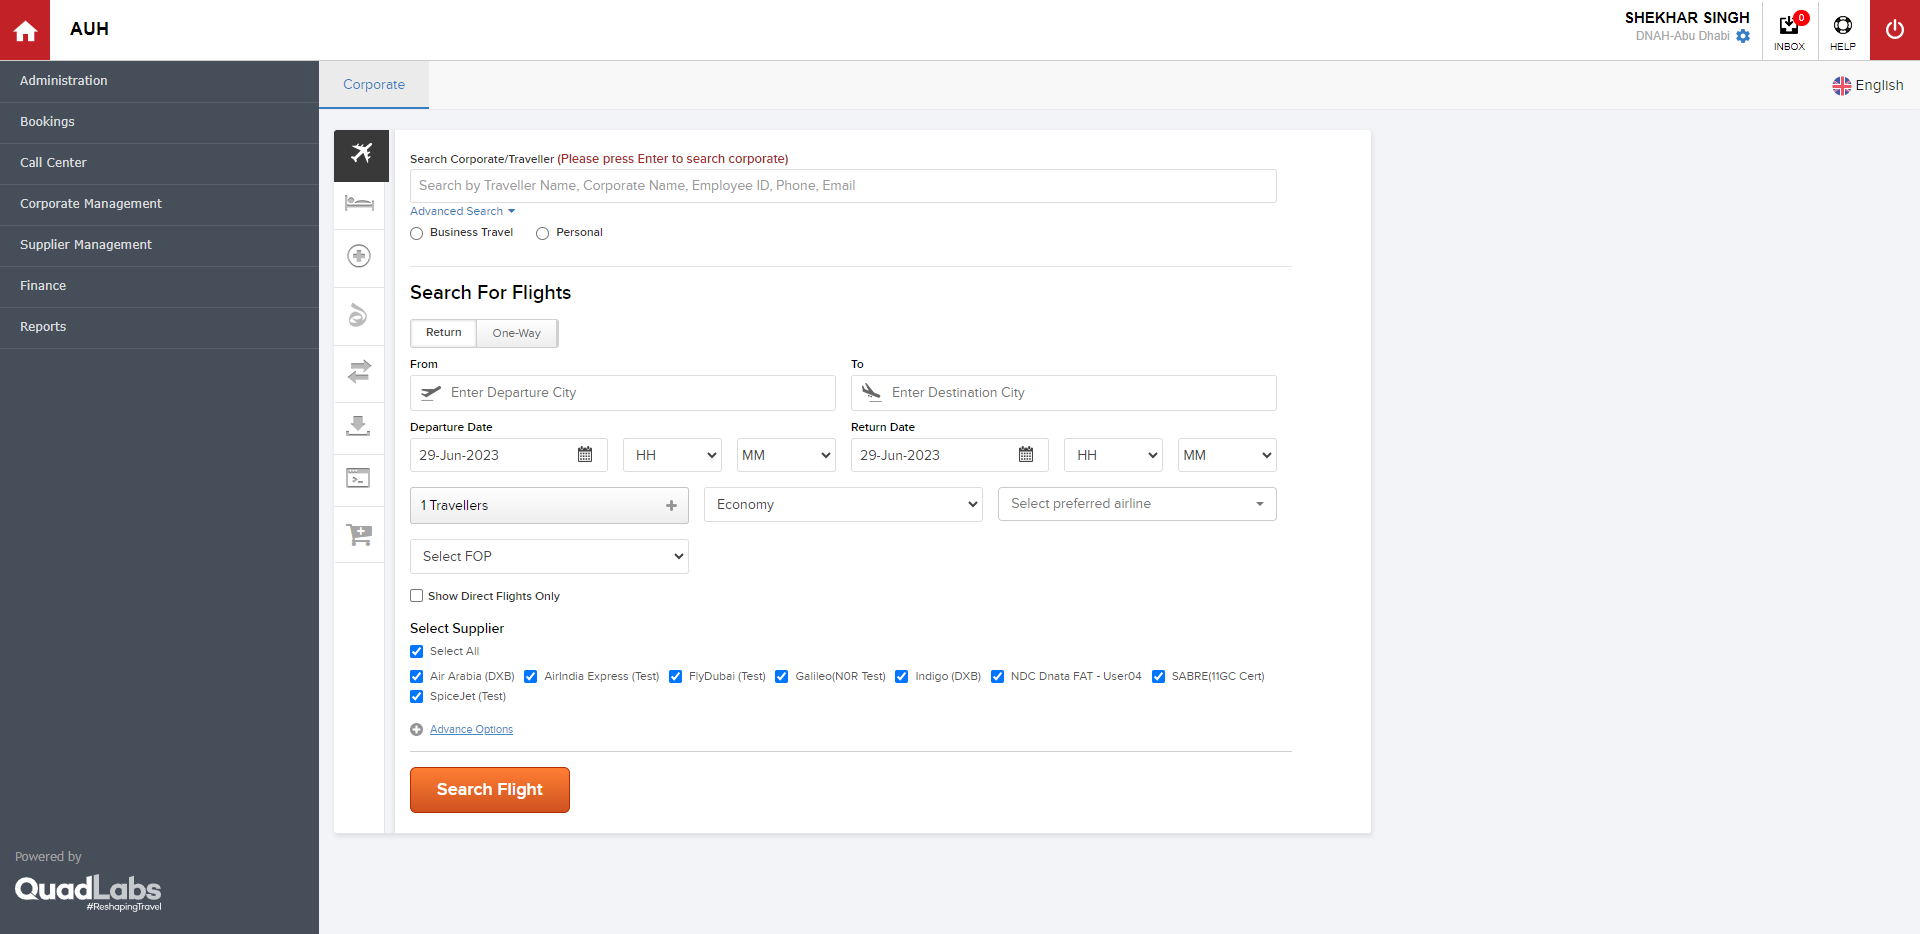 AUH
SHEKHAR SINGH
DNAH-Abu Dhabi
0
INBOX
HELP
Administration
Bookings
Call Center
Corporate Management
Supplier Management
Finance
Reports
Corporate
English
Search Corporate/Traveller (Please press Enter to search corporate)
Search by Traveller Name, Corporate Name, Employee ID, Phone, Email
Advanced Search
Business Travel Personal
Search For Flights
Return One-Way
From To
Enter Departure City Enter Destination City
Departure Date Return Date
29-Jun-2023 HH MM 29-Jun-2023 HH MM
1 Travellers + Economy Select preferred airline
Select FOP
Show Direct Flights Only
Select Supplier
Select All
Air Arabia (DXB) AirIndia Express (Test) FlyDubai (Test) Galileo(N0R Test) Indigo (DXB) NDC Dnata FAT - User04 SABRE(11GC Cert)
SpiceJet (Test)
Advance Options
Search Flight
Powered by
QuadLabs
#ReshapingTravel